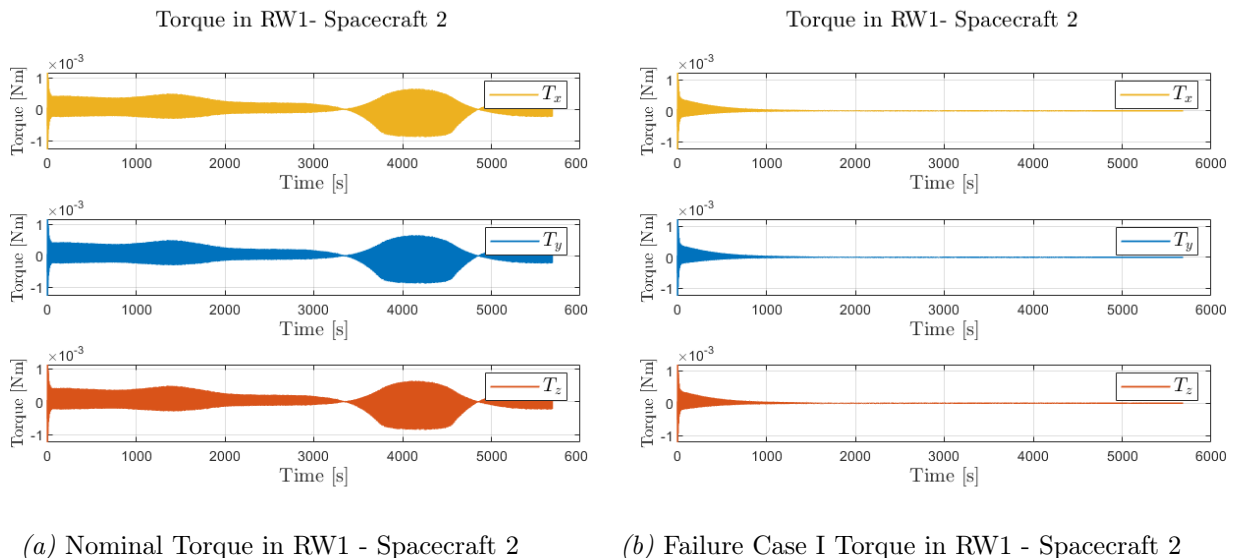 Torque in RW1- Spacecraft 2
×10⁻³
Torque [Nm]
1
0
-1
T_x
0 1000 2000 3000 4000 5000 600
Time [s]
×10⁻³
Torque [Nm]
1
0
-1
T_y
0 1000 2000 3000 4000 5000 600
Time [s]
×10⁻³
Torque [Nm]
1
0
-1
T_z
0 1000 2000 3000 4000 5000 600
Time [s]
(a) Nominal Torque in RW1 - Spacecraft 2
Torque in RW1- Spacecraft 2
×10⁻³
Torque [Nm]
1
0
-1
T_x
0 1000 2000 3000 4000 5000 6000
Time [s]
×10⁻³
Torque [Nm]
1
0
-1
T_y
0 1000 2000 3000 4000 5000 6000
Time [s]
×10⁻³
Torque [Nm]
1
0
-1
T_z
0 1000 2000 3000 4000 5000 6000
Time [s]
(b) Failure Case I Torque in RW1 - Spacecraft 2